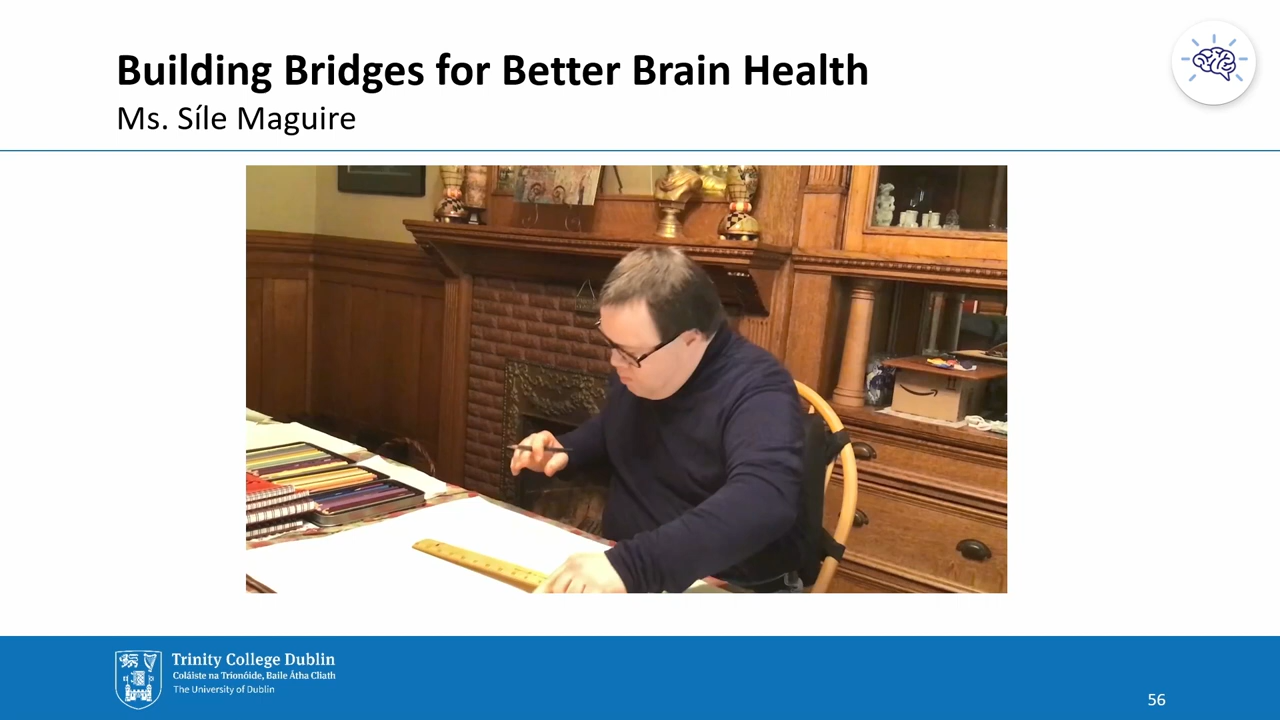 Building Bridges for Better Brain Health
Ms. Síle Maguire
Trinity College Dublin
Coláiste na Tríonóide, Baile Átha Cliath
The University of Dublin
56